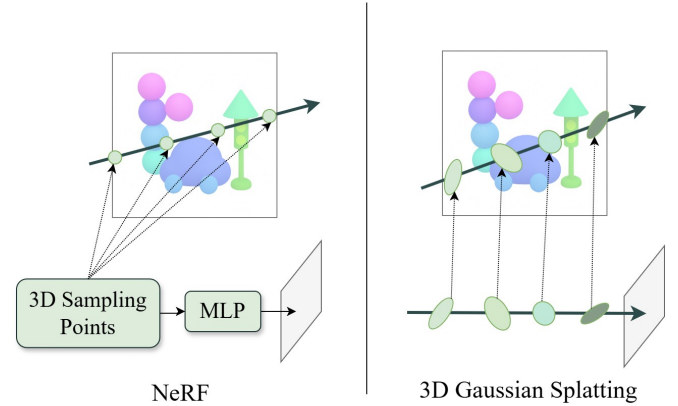 3D Sampling
Points
MLP
NeRF
3D Gaussian Splatting